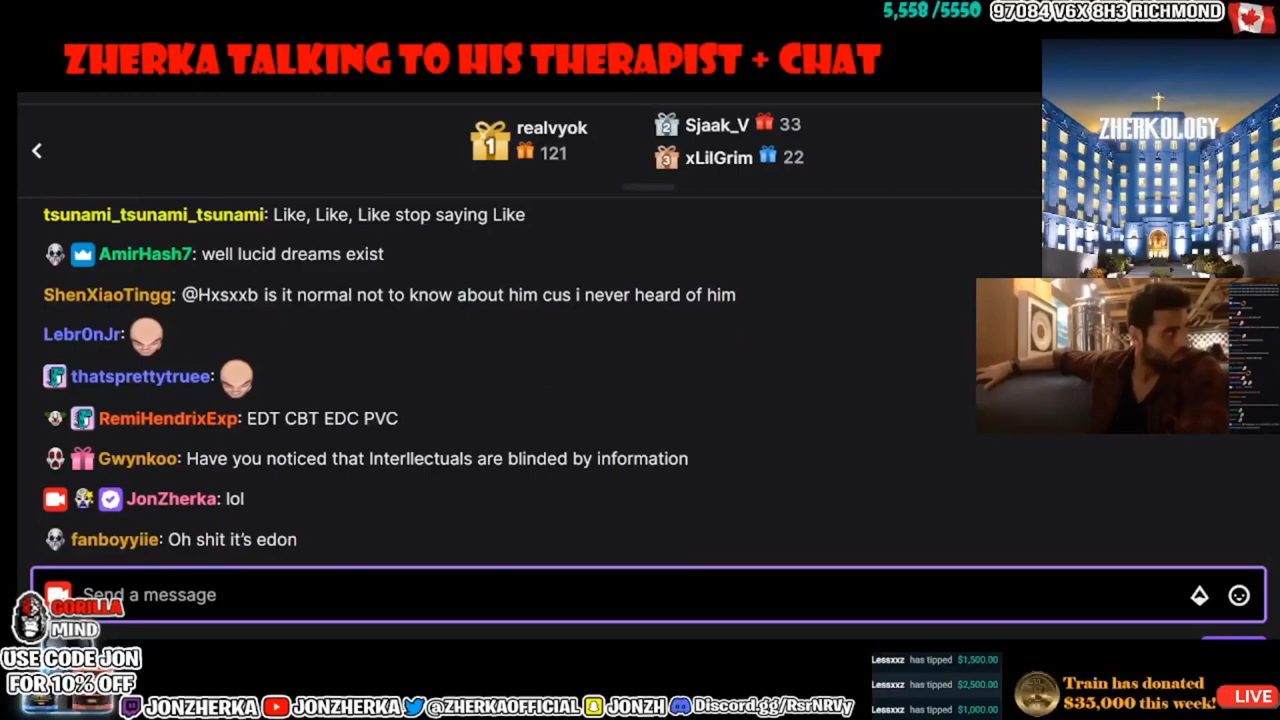 5,558 /5550 97084 V6X 8H3 RICHMOND
ZHERKA TALKING TO HIS THERAPIST + CHAT
ZHERKOLOGY
1 realvyok
121
2 Sjaak_V 33
3 xLilGrim 22
tsunami_tsunami_tsunami: Like, Like, Like stop saying Like
AmirHash7: well lucid dreams exist
ShenXiaoTingg: @Hxsxxb is it normal not to know about him cus i never heard of him
Lebr0nJr:
thatsprettytruee:
RemiHendrixExp: EDT CBT EDC PVC
Gwynkoo: Have you noticed that Interllectuals are blinded by information
JonZherka: lol
fanboyyiie: Oh shit it’s edon
Send a message
GORILLA
MIND
USE CODE JON
FOR 10% OFF
JONZHERKA JONZHERKA @ZHERKAOFFICIAL JONZH Discord.gg/RsrNRVy
Lessxxz has tipped $1,500.00
Lessxxz has tipped $2,500.00
Lessxxz has tipped $1,000.00
Train has donated
$35,000 this week!
LIVE